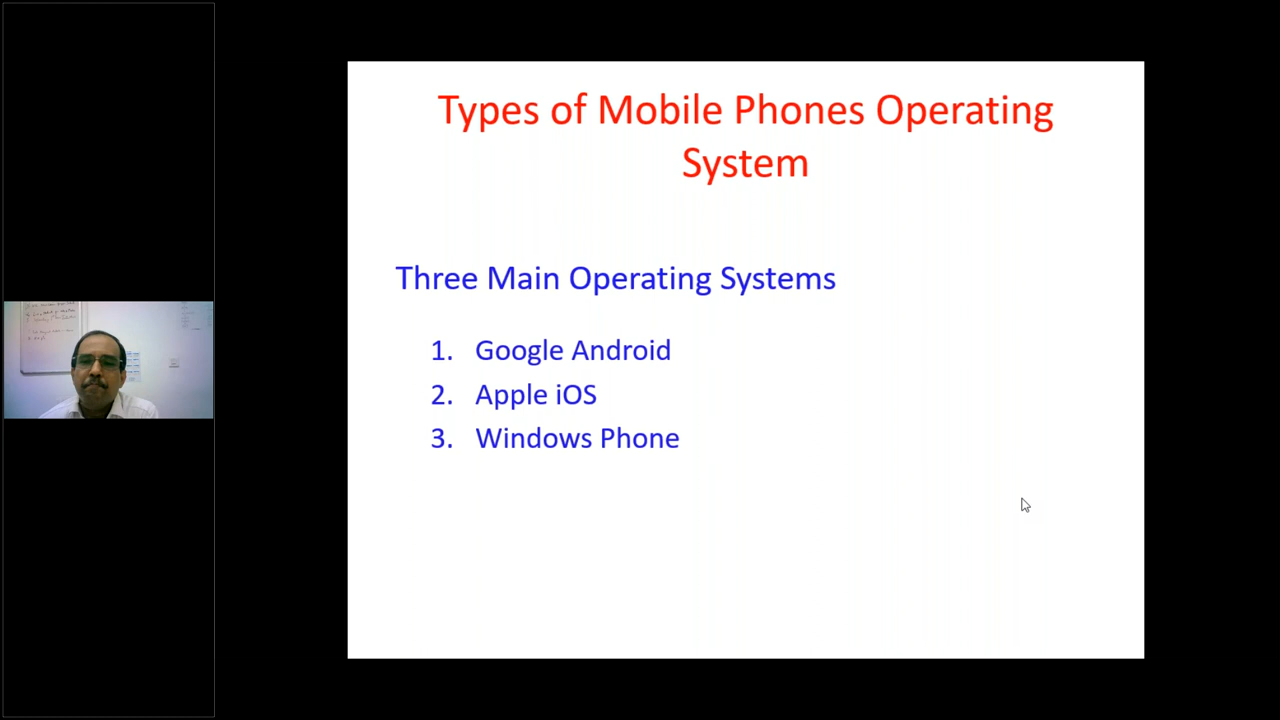 Types of Mobile Phones Operating
System
Three Main Operating Systems
1. Google Android
2. Apple iOS
3. Windows Phone